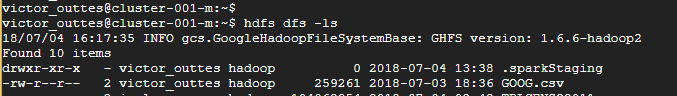 victor_outtes@cluster-001-m:~$
victor_outtes@cluster-001-m:~$ hdfs dfs -ls
18/07/04 16:17:35 INFO gcs.GoogleHadoopFileSystemBase: GHFS version: 1.6.6-hadoop2
Found 10 items
drwxr-xr-x - victor_outtes hadoop 0 2018-07-04 13:38 .sparkStaging
-rw-r--r-- 2 victor_outtes hadoop 259261 2018-07-03 18:36 GOOG.csv